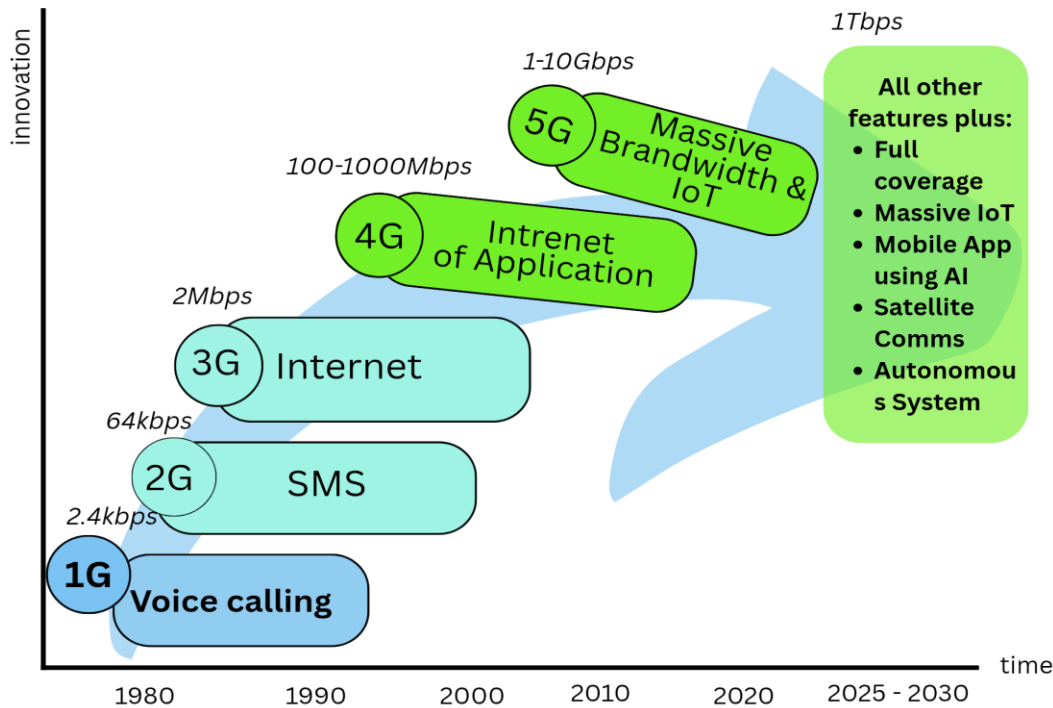 1Tbps
innovation
1-10Gbps
5G
Massive
Brandwidth &
IoT
100-1000Mbps
4G
Intrenet
of Application
2Mbps
3G
Internet
64kbps
2G
SMS
2.4kbps
1G
Voice calling
All other
features plus:
• Full
coverage
• Massive IoT
• Mobile App
using AI
• Satellite
Comms
• Autonomou
s System
time
1980
1990
2000
2010
2020
2025 - 2030